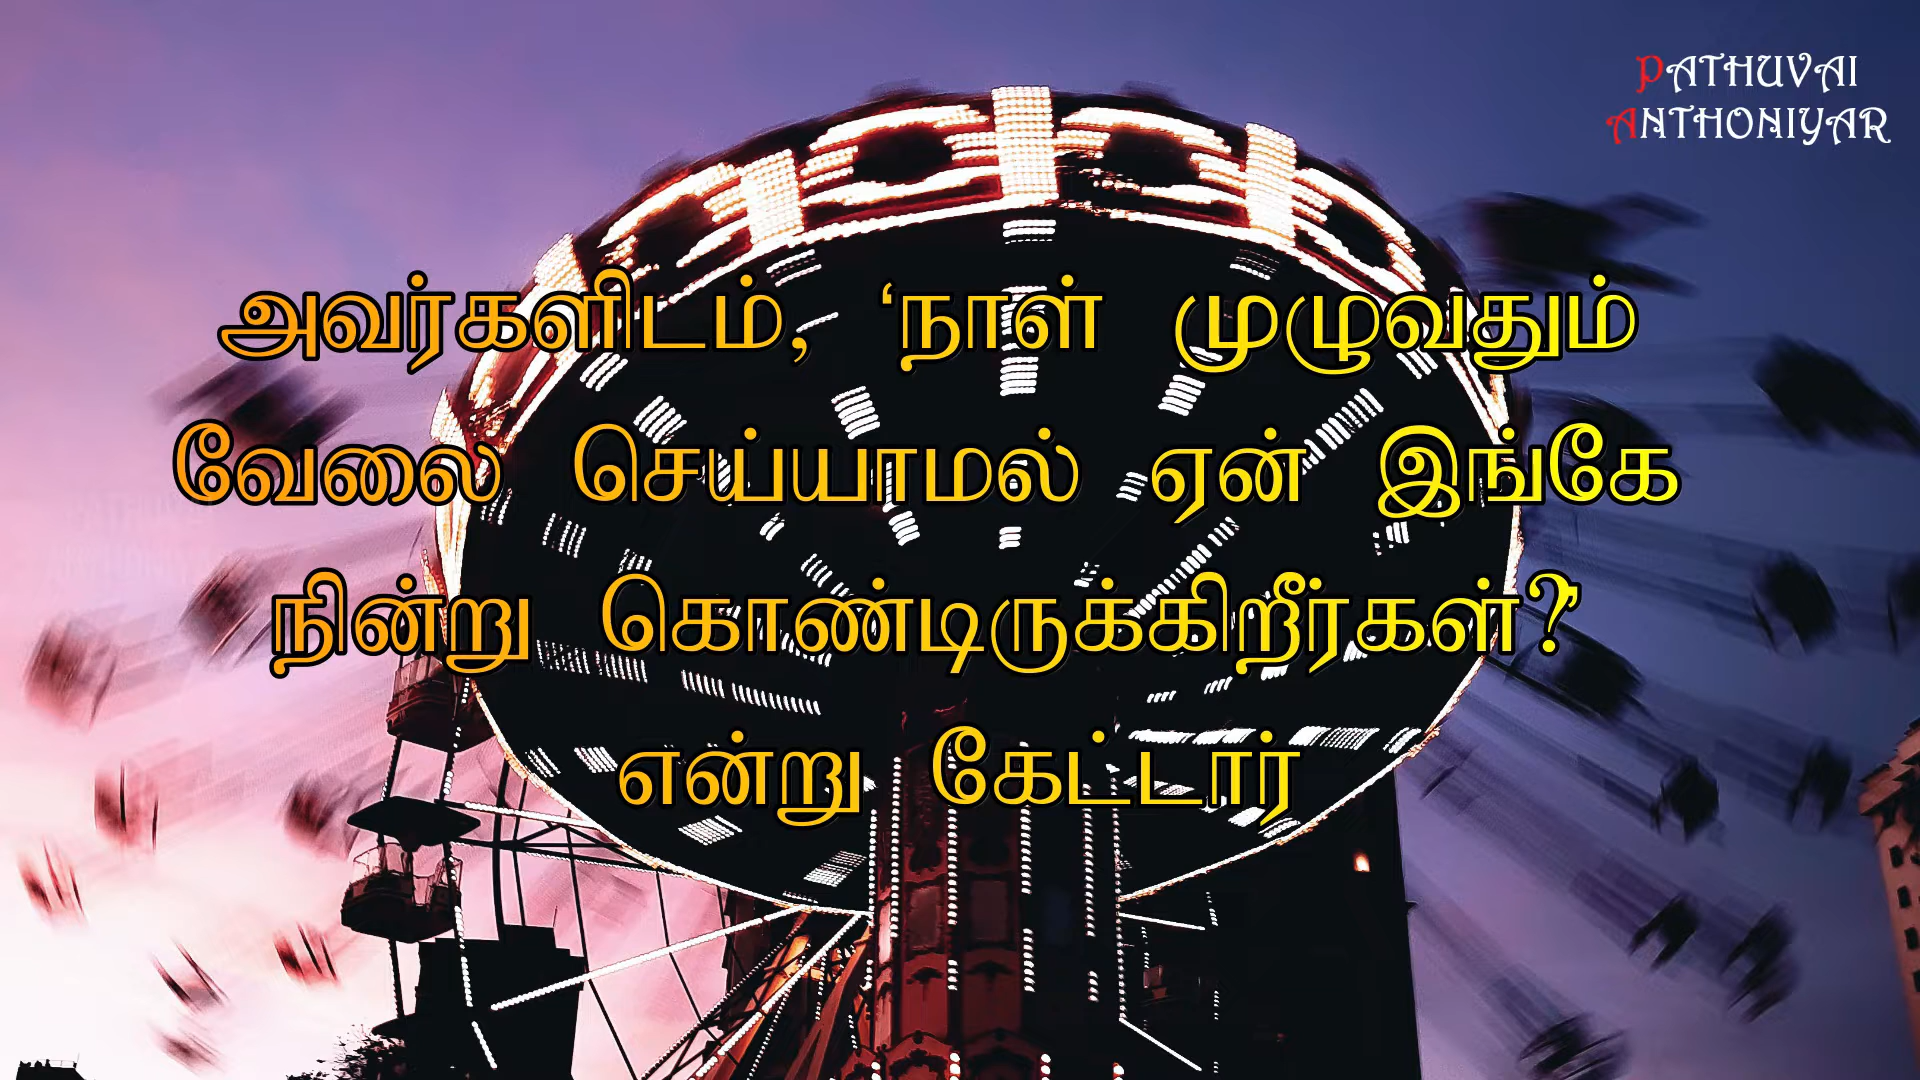 PATHUVAI
ANTHONIYAR
அவர்களிடம், ‘நாள் முழுவதும்
வேலை செய்யாமல் ஏன் இங்கே
நின்று கொண்டிருக்கிறீர்கள்?’
என்று கேட்டார்